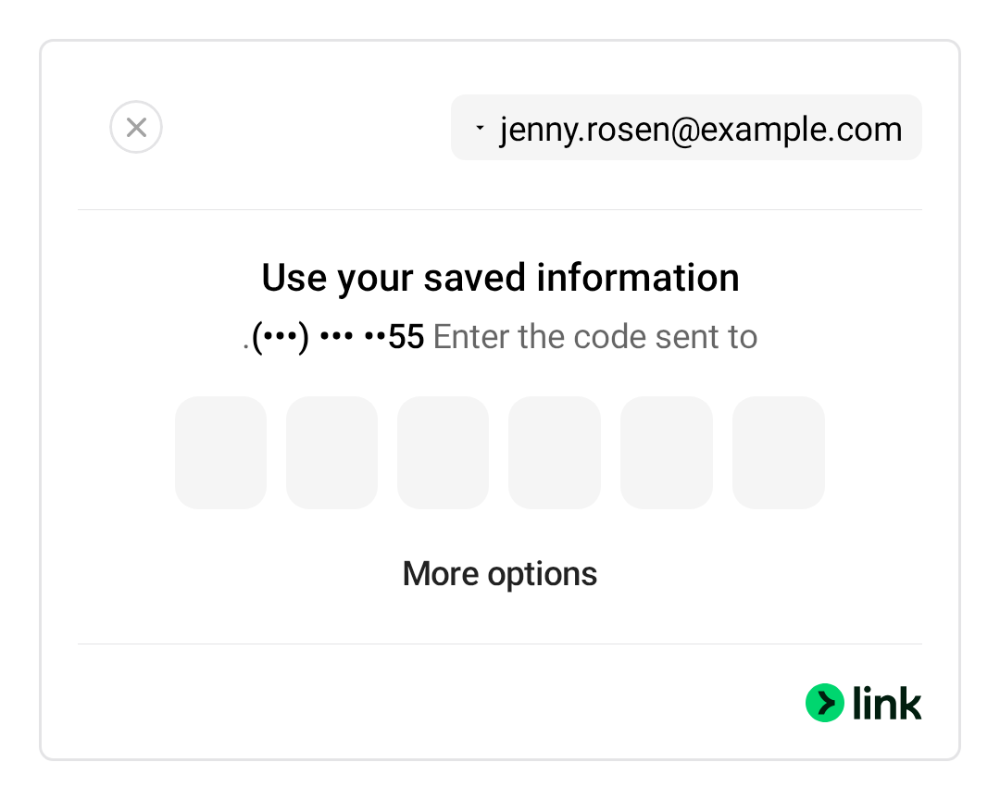 jenny.rosen@example.com
Use your saved information
.(•••) ••• ••55 Enter the code sent to
More options
link